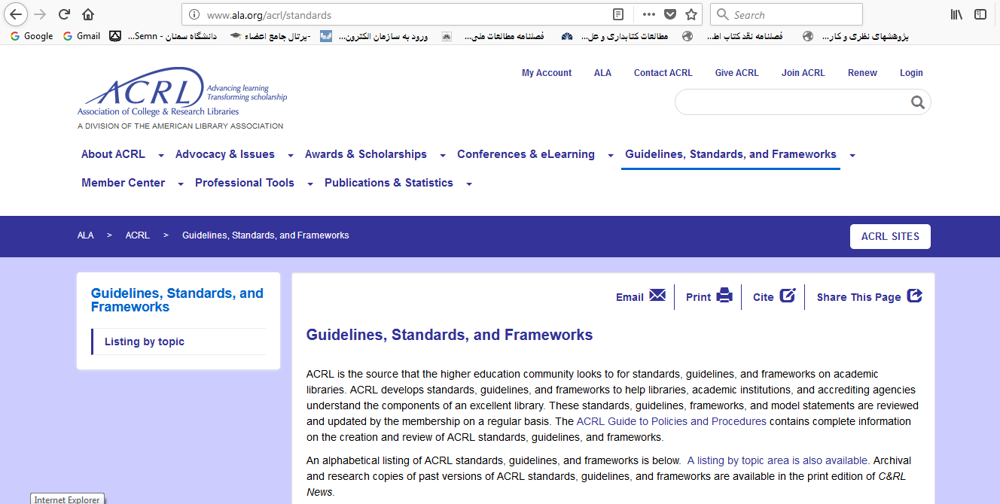 www.ala.org/acrl/standards
Search
Google
Gmail
دانشگاه سمنان - Semn...
پرتال جامع اعضاء-
ورود به سازمان الکترون...
فصلنامه مطالعات ملی...
مطالعات کتابداری و عل...
فصلنامه نقد کتاب اط...
پژوهشهای نظری و کار...
ACRL
Advancing learning
Transforming scholarship
Association of College & Research Libraries
A DIVISION OF THE AMERICAN LIBRARY ASSOCIATION
My Account ALA Contact ACRL Give ACRL Join ACRL Renew Login
About ACRL Advocacy & Issues Awards & Scholarships Conferences & eLearning Guidelines, Standards, and Frameworks
Member Center Professional Tools Publications & Statistics
ALA > ACRL > Guidelines, Standards, and Frameworks
ACRL SITES
Guidelines, Standards, and
Frameworks
Listing by topic
Email Print Cite Share This Page
Guidelines, Standards, and Frameworks
ACRL is the source that the higher education community looks to for standards, guidelines, and frameworks on academic
libraries. ACRL develops standards, guidelines, and frameworks to help libraries, academic institutions, and accrediting agencies
understand the components of an excellent library. These standards, guidelines, frameworks, and model statements are reviewed
and updated by the membership on a regular basis. The ACRL Guide to Policies and Procedures contains complete information
on the creation and review of ACRL standards, guidelines, and frameworks.
An alphabetical listing of ACRL standards, guidelines, and frameworks is below. A listing by topic area is also available. Archival
and research copies of past versions of ACRL standards, guidelines, and frameworks are available in the print edition of C&RL
News.
Internet Explorer